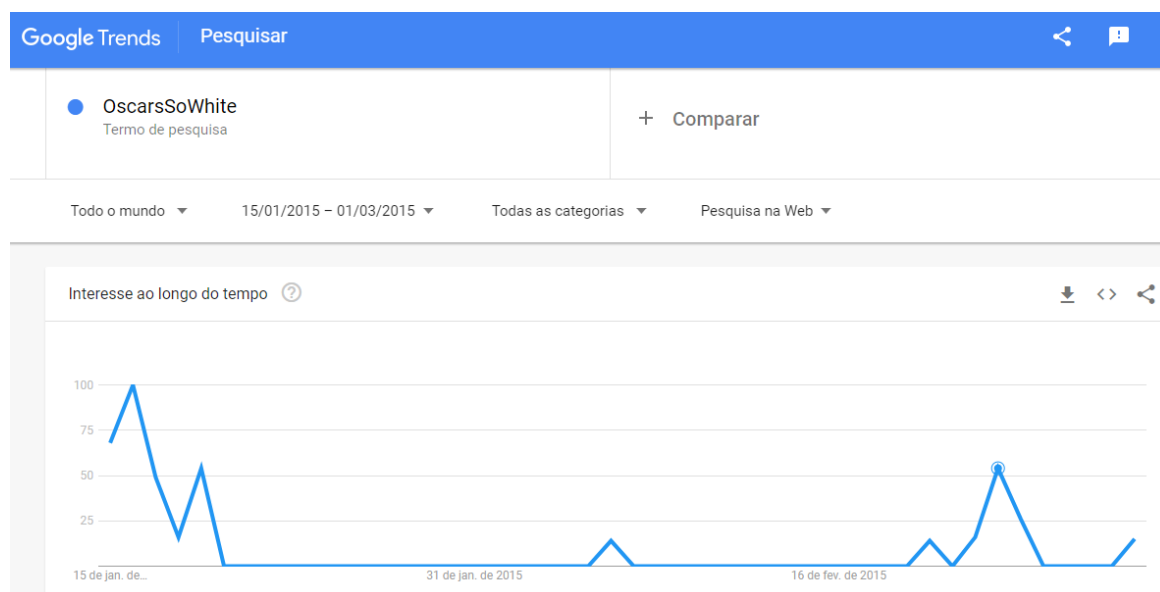 Google Trends Pesquisar
OscarsSoWhite
Termo de pesquisa
+ Comparar
Todo o mundo 15/01/2015 – 01/03/2015 Todas as categorias Pesquisa na Web
Interesse ao longo do tempo ?
100
75
50
25
15 de jan. de... 31 de jan. de 2015 16 de fev. de 2015